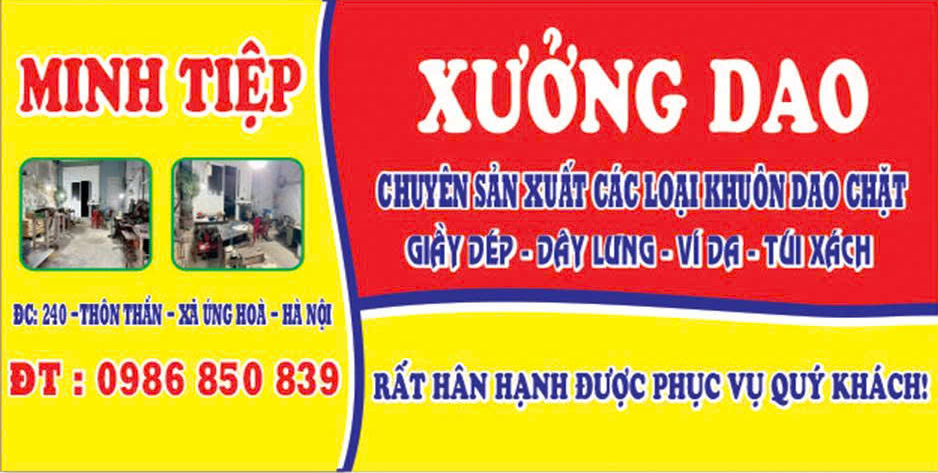 MINH TIỆP
ĐC: 240 -THÔN THẦN - XÃ ỨNG HOÀ - HÀ NỘI
ĐT : 0986 850 839
XƯỞNG DAO
CHUYÊN SẢN XUẤT CÁC LOẠI KHUÔN DAO CHẶT
GIẦY DÉP - DÂY LƯNG - VÍ DA - TÚI XÁCH
RẤT HÂN HẠNH ĐƯỢC PHỤC VỤ QUÝ KHÁCH!